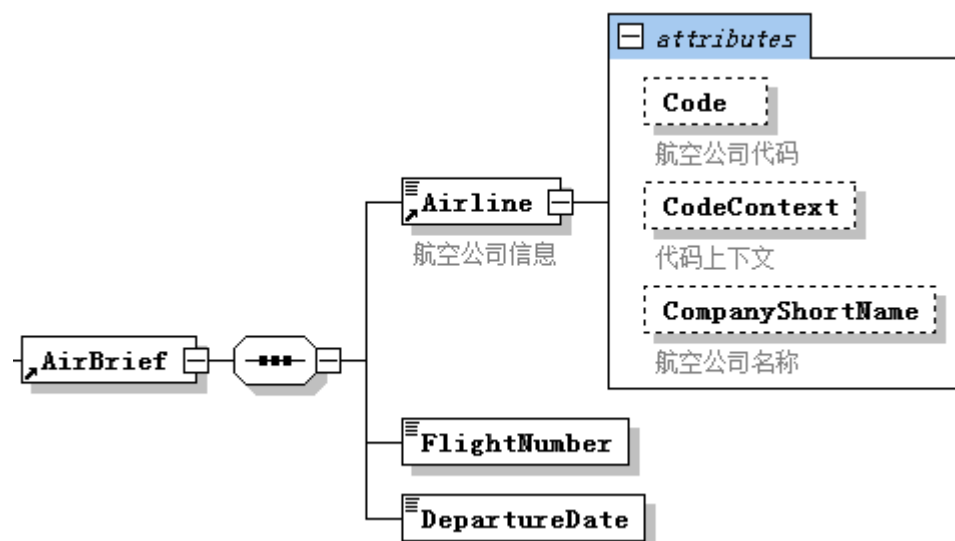 attributes
Code
航空公司代码
Airline
航空公司信息
CodeContext
代码上下文
CompanyShortName
航空公司名称
AirBrief
FlightNumber
DepartureDate